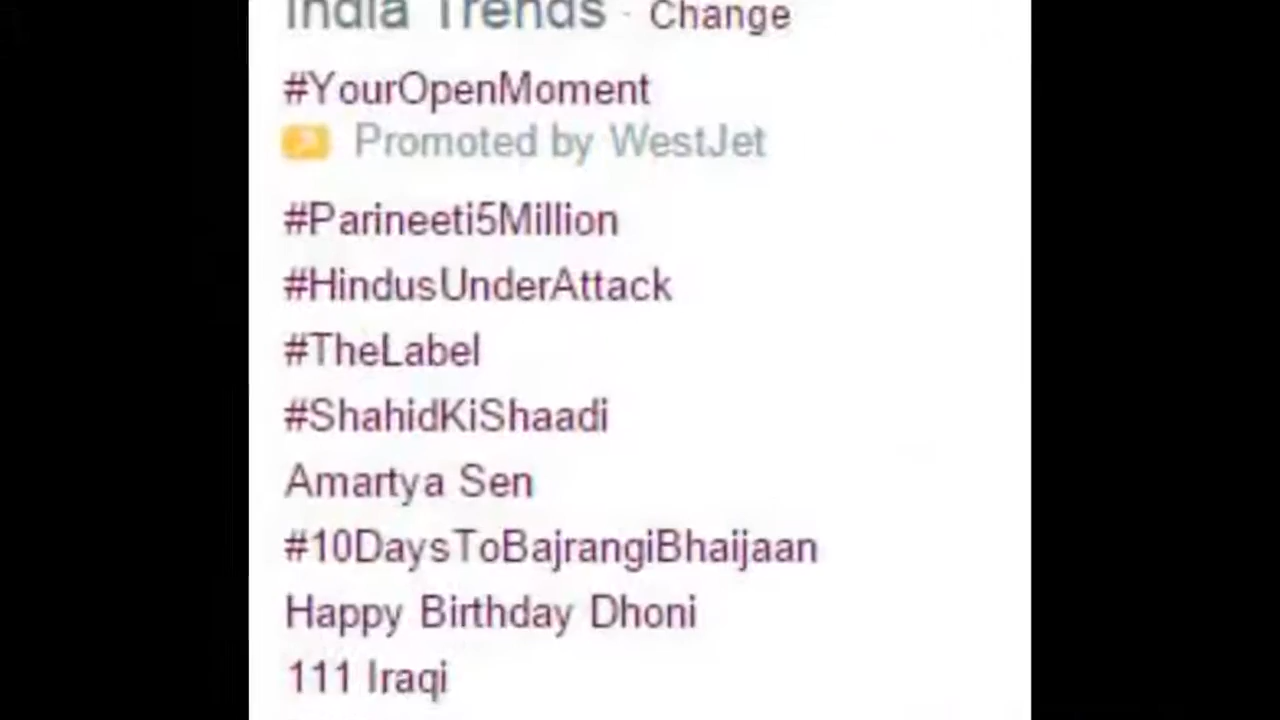 India Trends · Change
#YourOpenMoment
Promoted by WestJet
#Parineeti5Million
#HindusUnderAttack
#TheLabel
#ShahidKiShaadi
Amartya Sen
#10DaysToBajrangiBhaijaan
Happy Birthday Dhoni
111 Iraqi